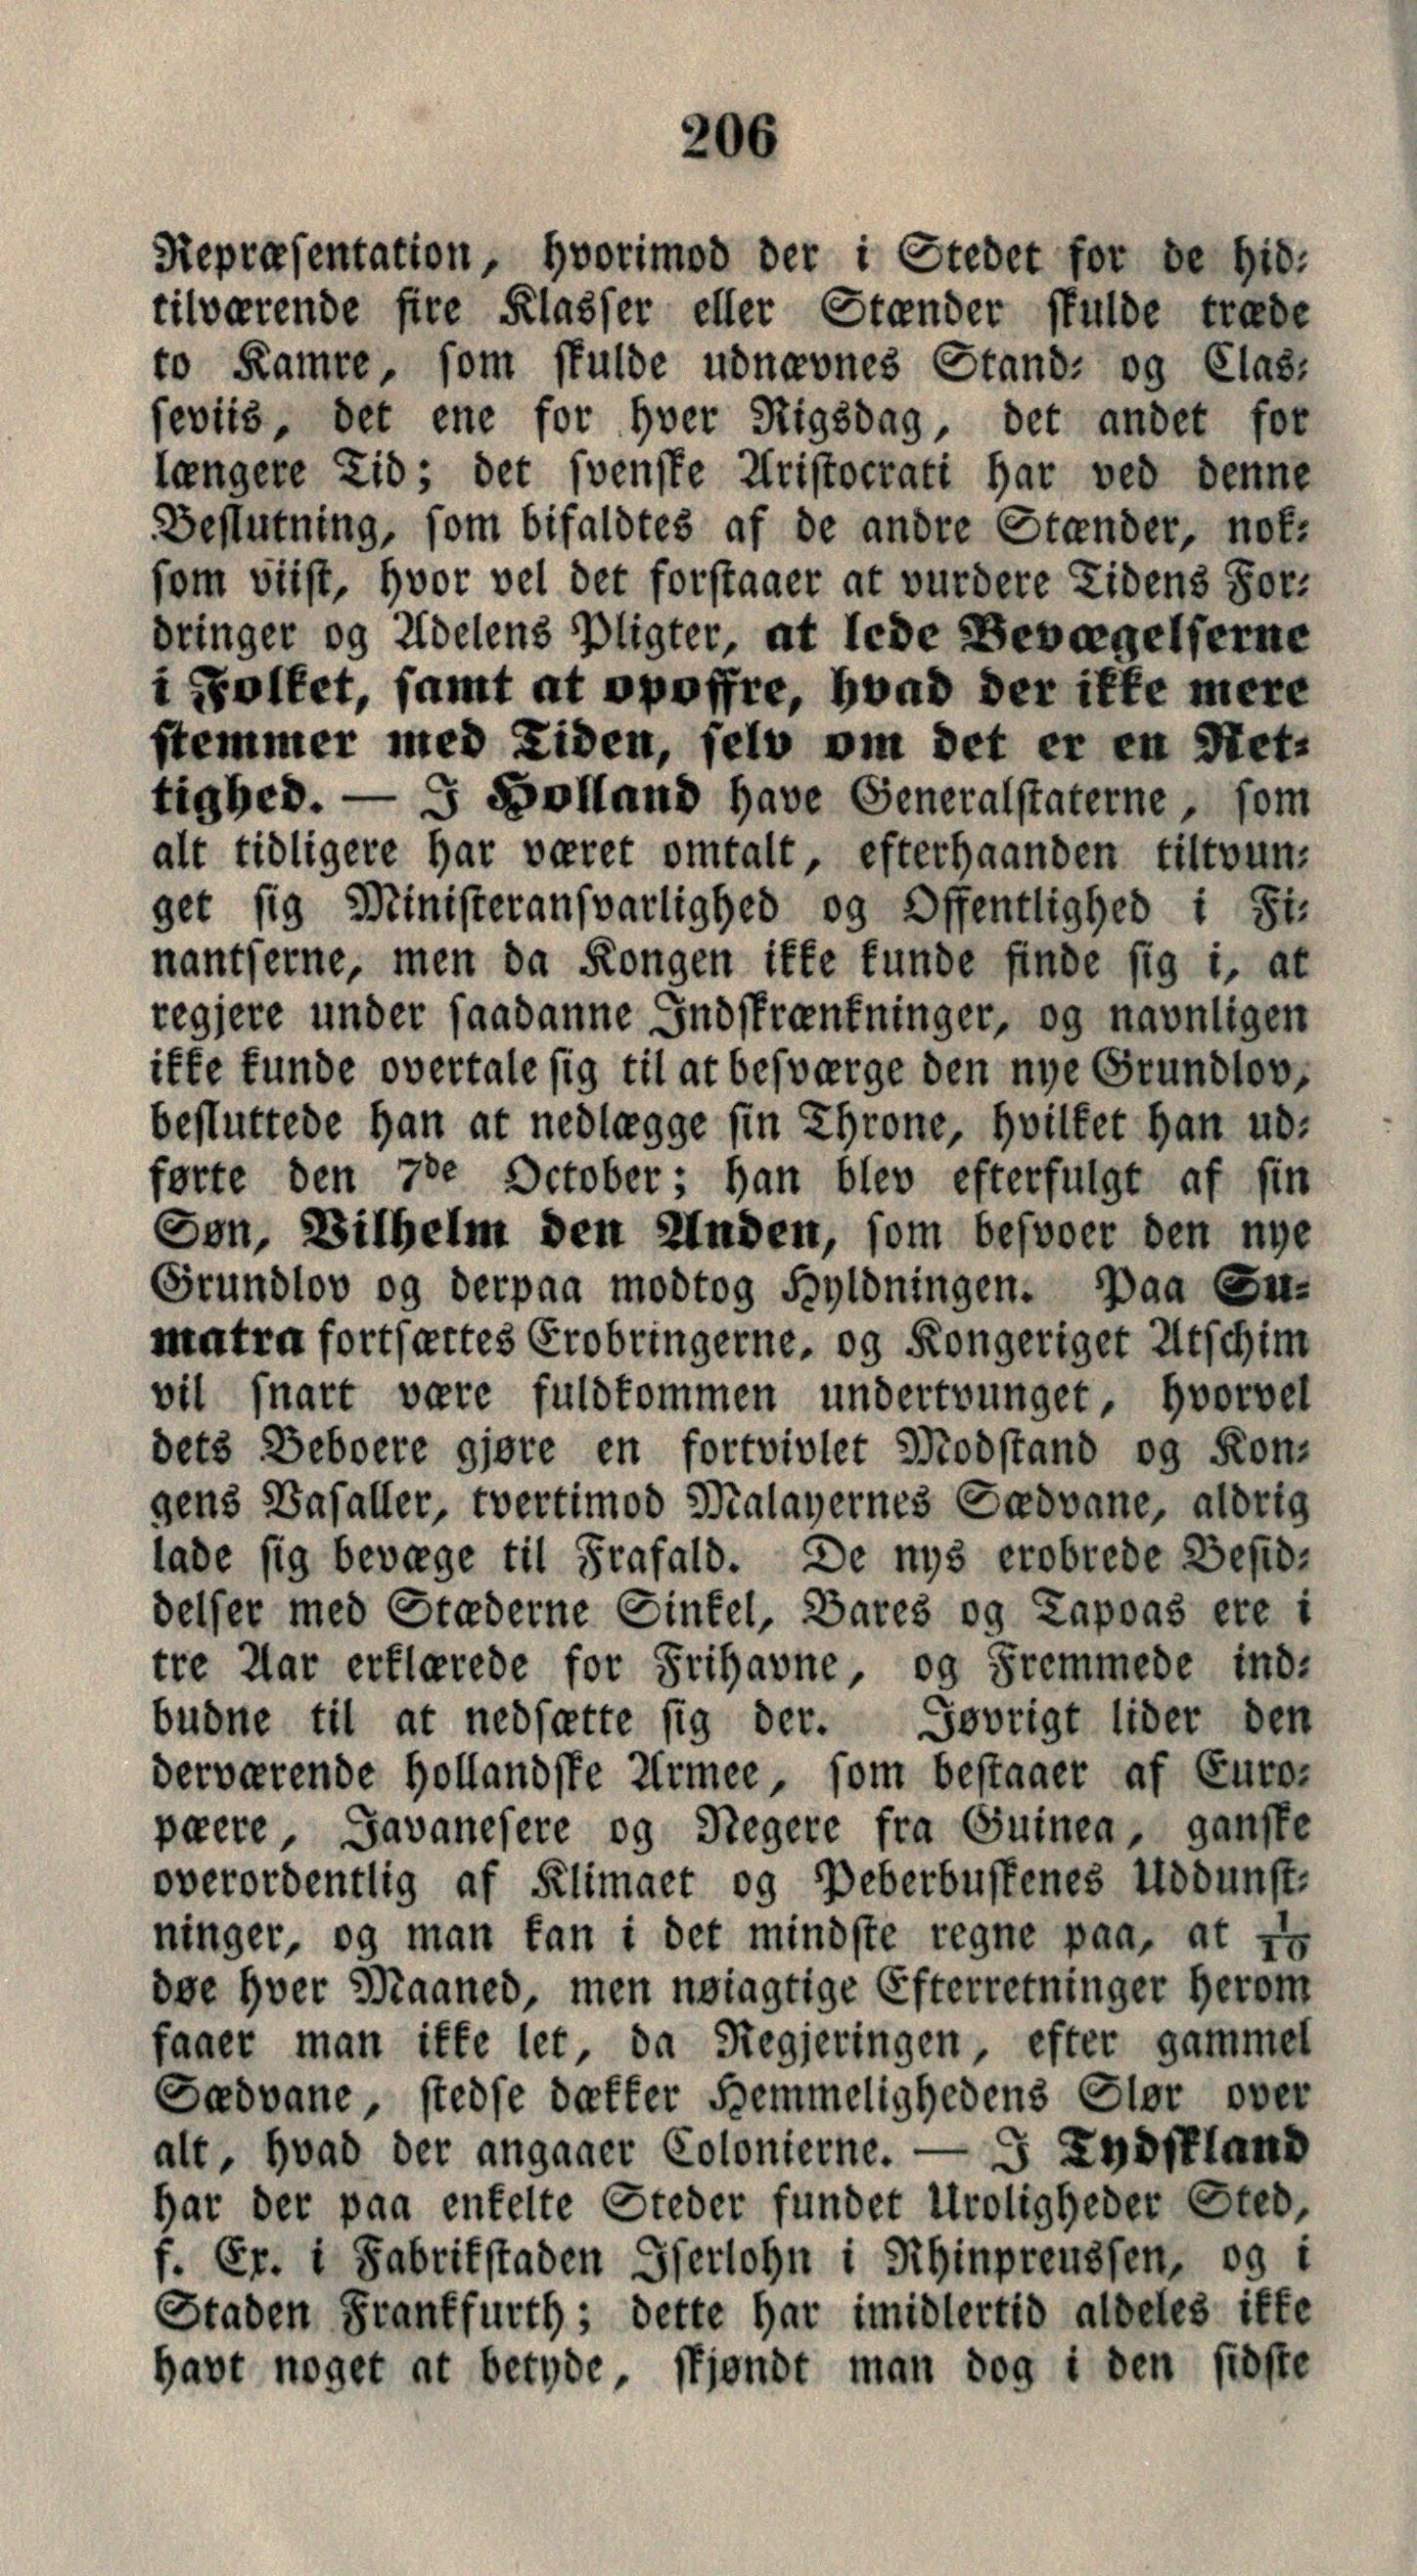 206
Repræsentation, hvorimod der i Stedet for de hid-
tilværende fire Klasser eller Stænder skulde træde
to Kamre, som skulde udnævnes Stand- og Clas-
seviis, det ene for hver Rigsdag, det andet for
længere Tid; det svenske Aristocrati har ved denne
Beslutning, som bifaldtes af de andre Stænder, nok-
som viist, hvor vel det forstaaer at vurdere Tidens For-
dringer og Adelens Pligter, at lede Bevægelserne
i Folket, samt at opoffre, hvad der ikke mere
stemmer med Tiden, selv om det er en Ret-
tighed. — I Holland have Generalstaterne, som
alt tidligere har været omtalt, efterhaanden tiltvun-
get sig Ministeransvarlighed og Offentlighed i Fi-
nantserne, men da Kongen ikke kunde finde sig i, at
regjere under saadanne Indskrænkninger, og navnligen
ikke kunde overtale sig til at besværge den nye Grundlov,
besluttede han at nedlægge sin Throne, hvilket han ud-
førte den 7de October; han blev efterfulgt af sin
Søn, Vilhelm den Anden, som besvoer den nye
Grundlov og derpaa modtog Hyldningen. Paa Su-
matra fortsættes Erobringerne, og Kongeriget Atschim
vil snart være fuldkommen undertvunget, hvorvel
dets Beboere gjøre en fortvivlet Modstand og Kon-
gens Vasaller, tvertimod Malayernes Sædvane, aldrig
lade sig bevæge til Frafald. De nys erobrede Besid-
delser med Stæderne Sinkel, Bares og Tapoas ere i
tre Aar erklærede for Frihavne, og Fremmede ind-
budne til at nedsætte sig der. Iøvrigt lider den
derværende hollandske Armee, som bestaaer af Euro-
pæere, Javanesere og Negere fra Guinea, ganske
overordentlig af Klimaet og Peberbuskenes Uddunst-
ninger, og man kan i det mindste regne paa, at 1/10
døe hver Maaned, men nøiagtige Efterretninger herom
faaer man ikke let, da Regjeringen, efter gammel
Sædvane, stedse dækker Hemmelighedens Slør over
alt, hvad der angaaer Colonierne. — I Tydskland
har der paa enkelte Steder fundet Uroligheder Sted,
f. Ex. i Fabrikstaden Iserlohn i Rhinpreussen, og i
Staden Frankfurth; dette har imidlertid aldeles ikke
havt noget at betyde, skjøndt man dog i den sidste